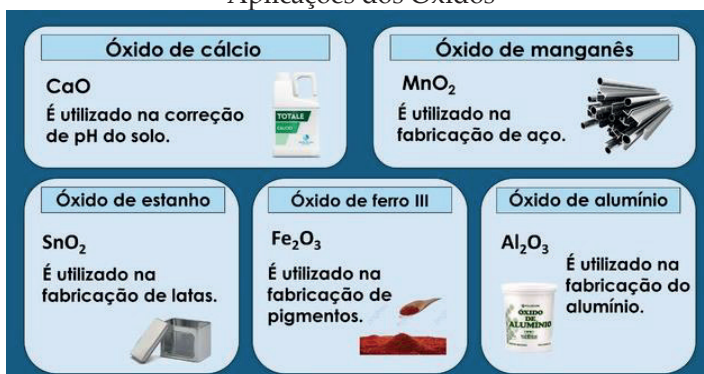 Aplicações dos Óxidos
Óxido de cálcio
CaO
É utilizado na correção
de pH do solo.
TOTALE
CÁLCIO
Óxido de manganês
MnO₂
É utilizado na
fabricação de aço.
Óxido de estanho
SnO₂
É utilizado na
fabricação de latas.
Óxido de ferro III
Fe₂O₃
É utilizado na
fabricação de
pigmentos.
Óxido de alumínio
Al₂O₃
É utilizado na
fabricação do
alumínio.
ÓXIDO
DE
ALUMÍNIO